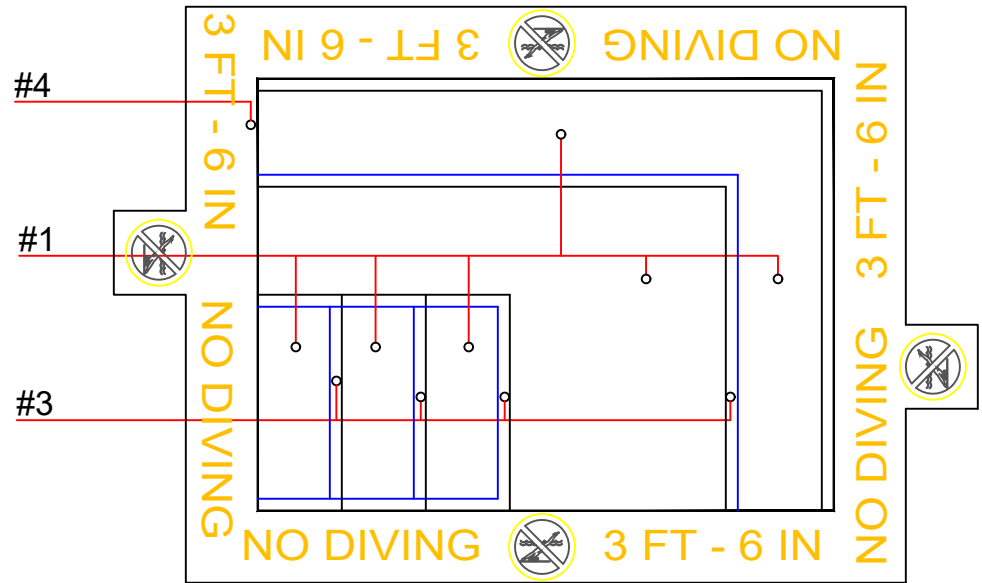 3 FT - 6 IN
NO DIVING
#4
3 FT - 6 IN
3 FT - 6 IN
#1
#3
NO DIVING
NO DIVING
NO DIVING
3 FT - 6 IN